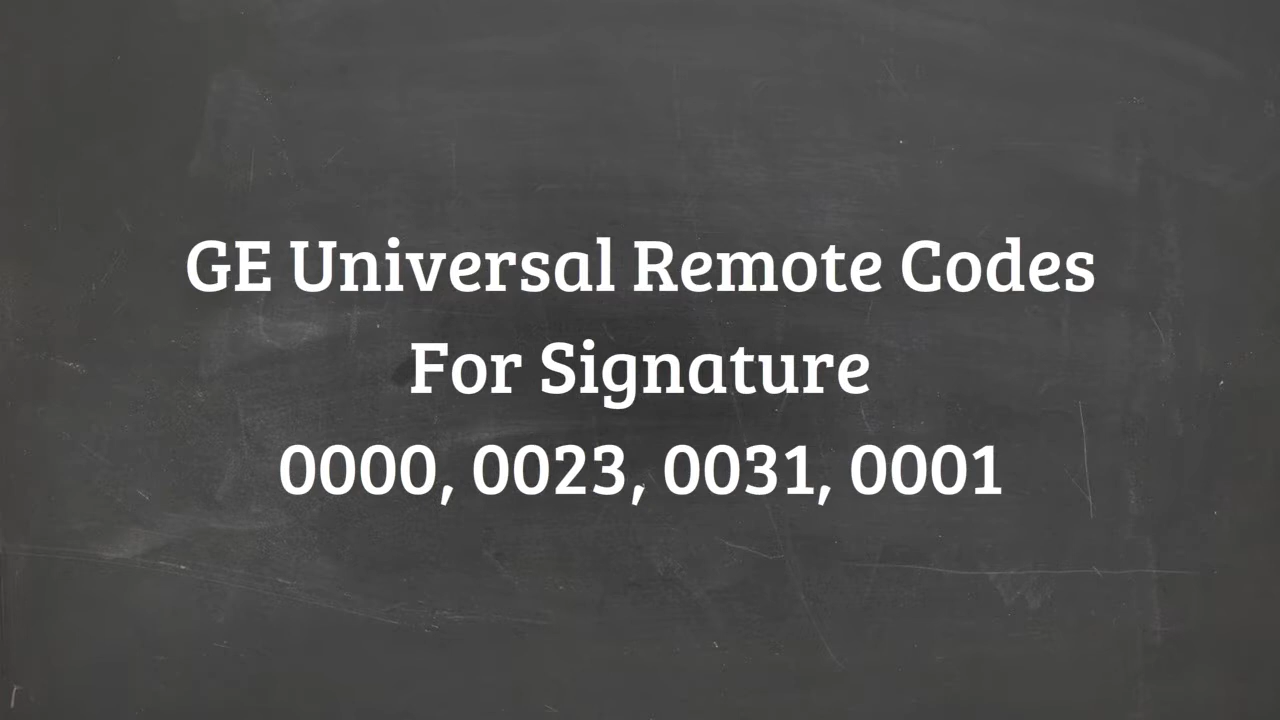 GE Universal Remote Codes
For Signature
0000, 0023, 0031, 0001